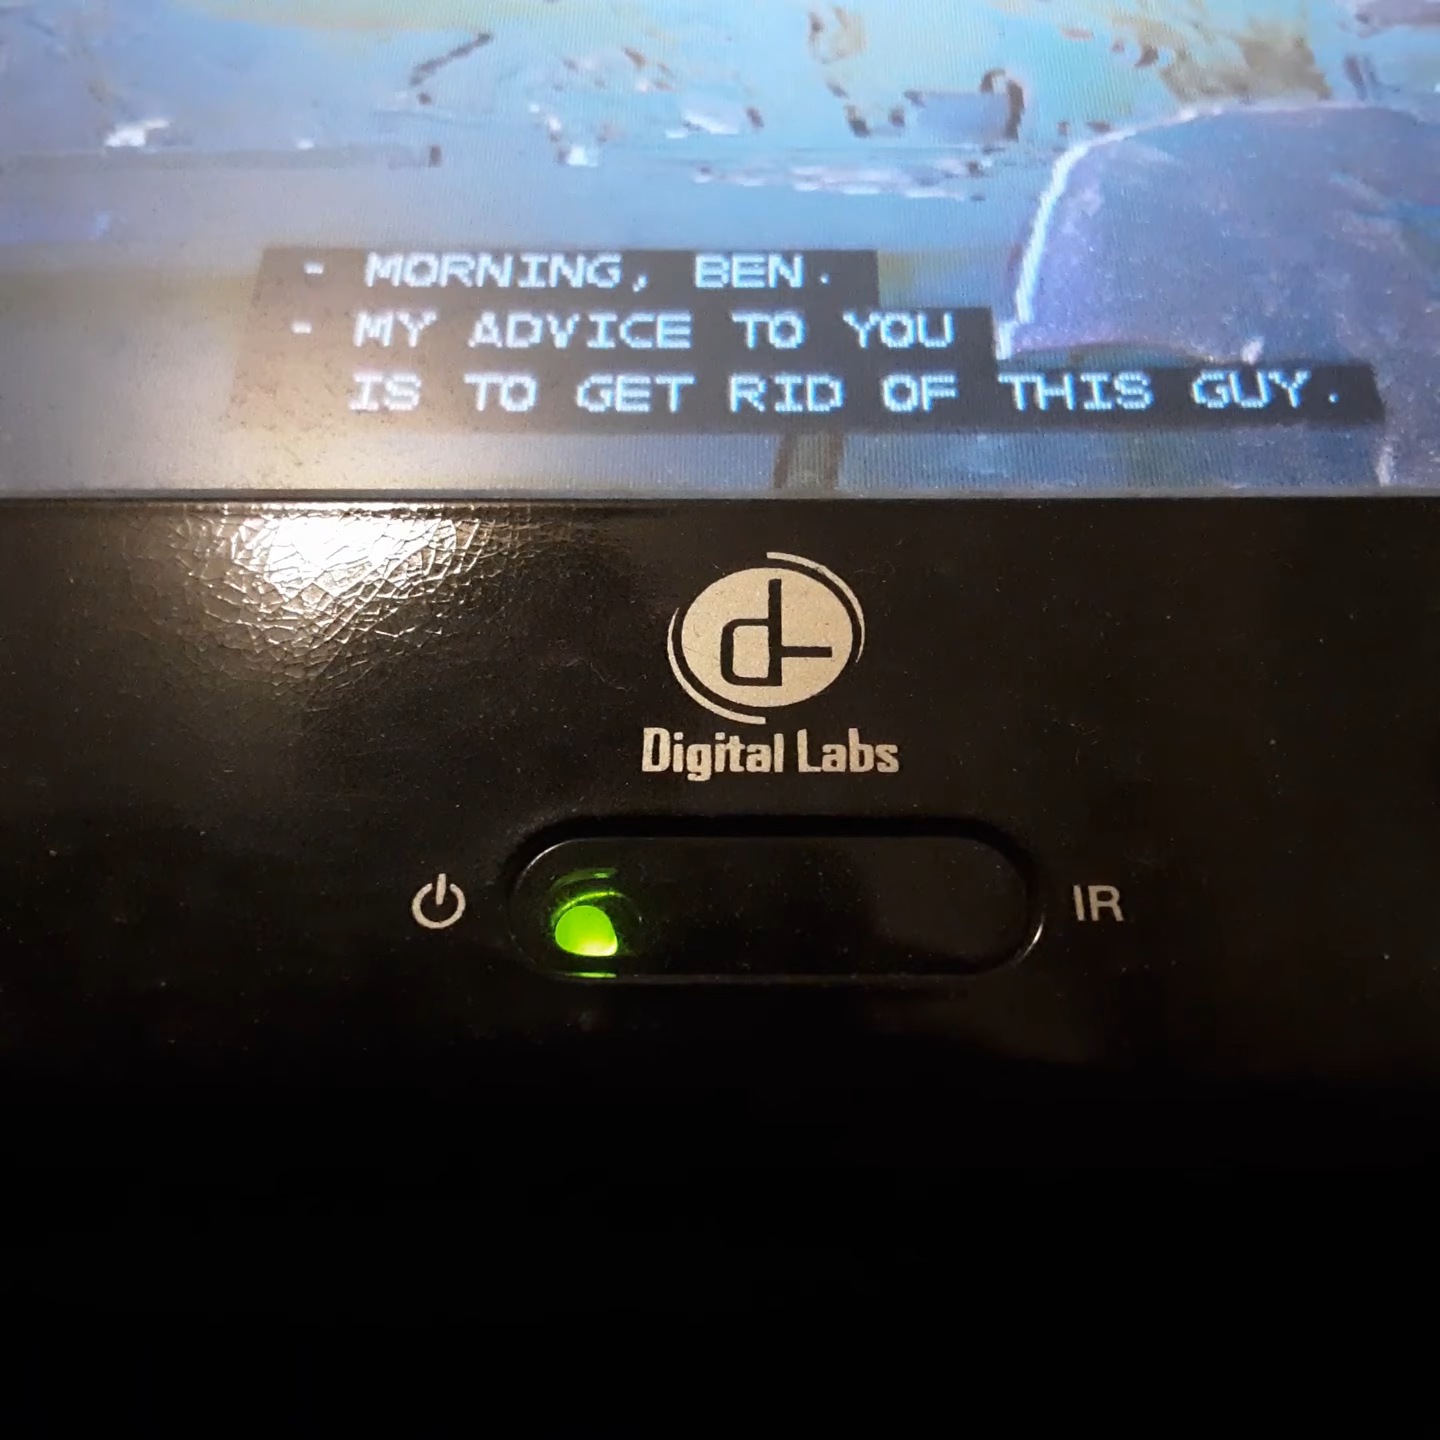 - MORNING, BEN.
- MY ADVICE TO YOU
IS TO GET RID OF THIS GUY.
Digital Labs
IR